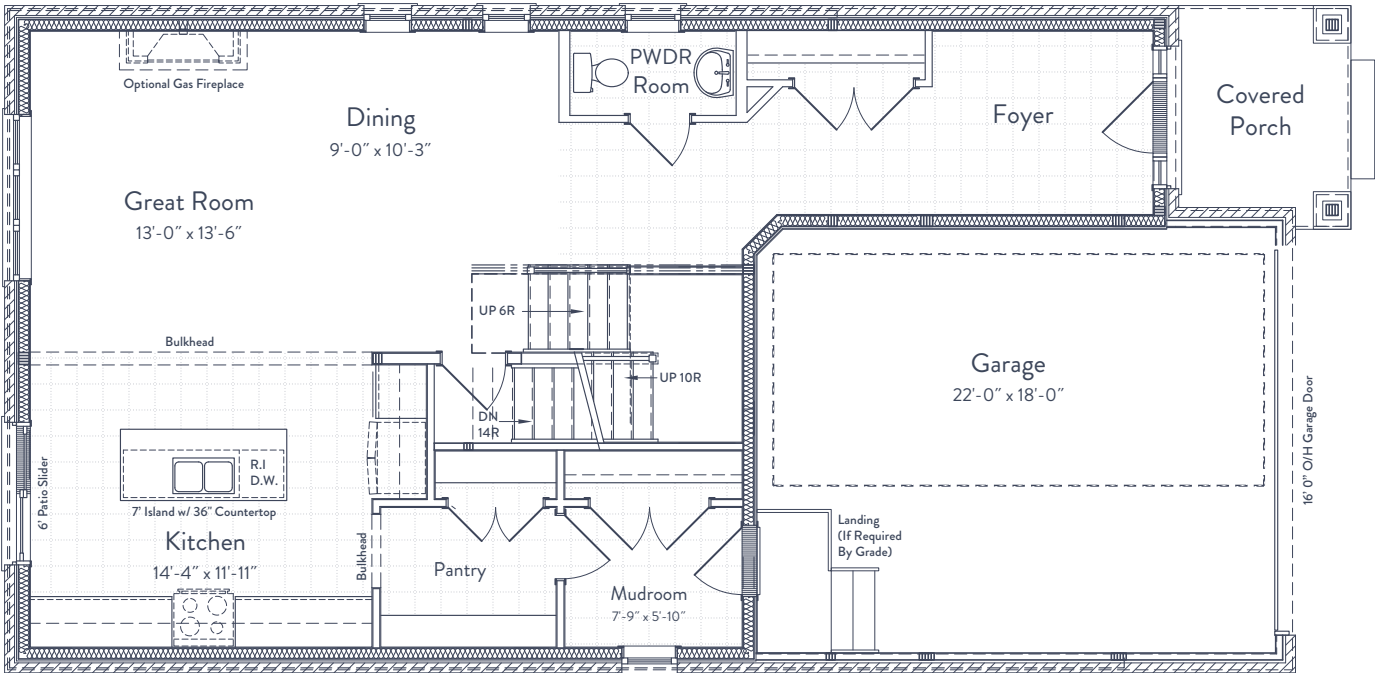 Optional Gas Fireplace
Dining
9'-0" x 10'-3"
PWDR
Room
Foyer
Covered
Porch
Great Room
13'-0" x 13'-6"
UP 6R
Bulkhead
UP 10R
DN
14R
Garage
22'-0" x 18'-0"
16' 0" O/H Garage Door
6' Patio Slider
R.I
D.W.
7' Island w/ 36" Countertop
Kitchen
14'-4" x 11'-11"
Bulkhead
Pantry
Mudroom
7'-9" x 5'-10"
Landing
(If Required
By Grade)